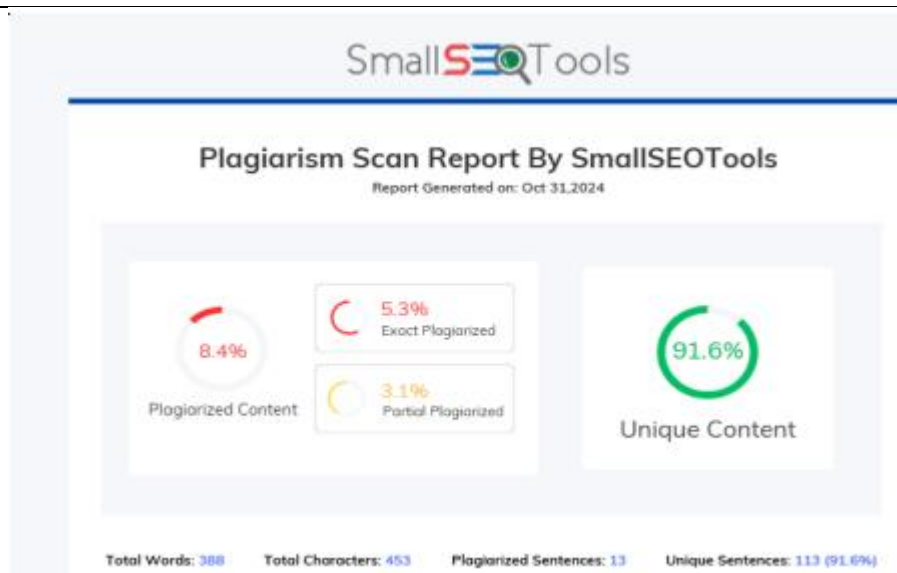 SmallSEOTools
Plagiarism Scan Report By SmallSEOTools
Report Generated on: Oct 31,2024
8.4%
Plagiarized Content
5.3%
Exact Plagiarized
3.1%
Partial Plagiarized
91.6%
Unique Content
Total Words: 388 Total Characters: 453 Plagiarized Sentences: 13 Unique Sentences: 113 (91.6%)